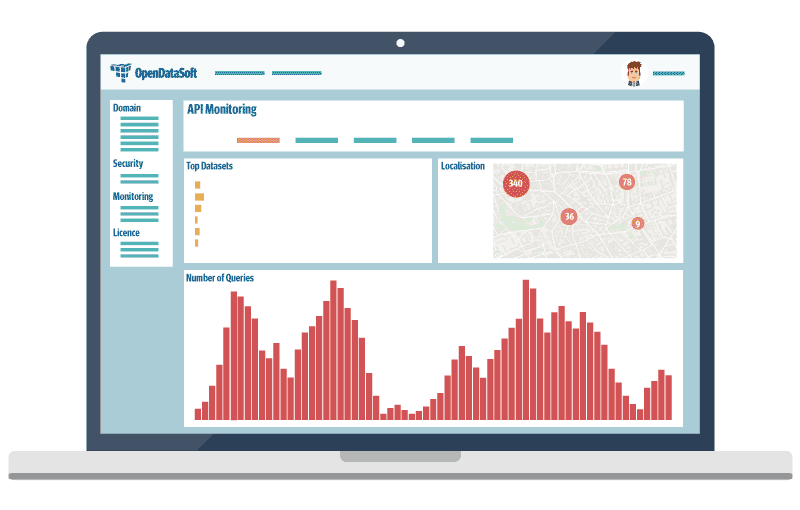 OpenDataSoft
Domain
Security
Monitoring
Licence
API Monitoring
Top Datasets
Localisation
340
78
36
9
Number of Queries